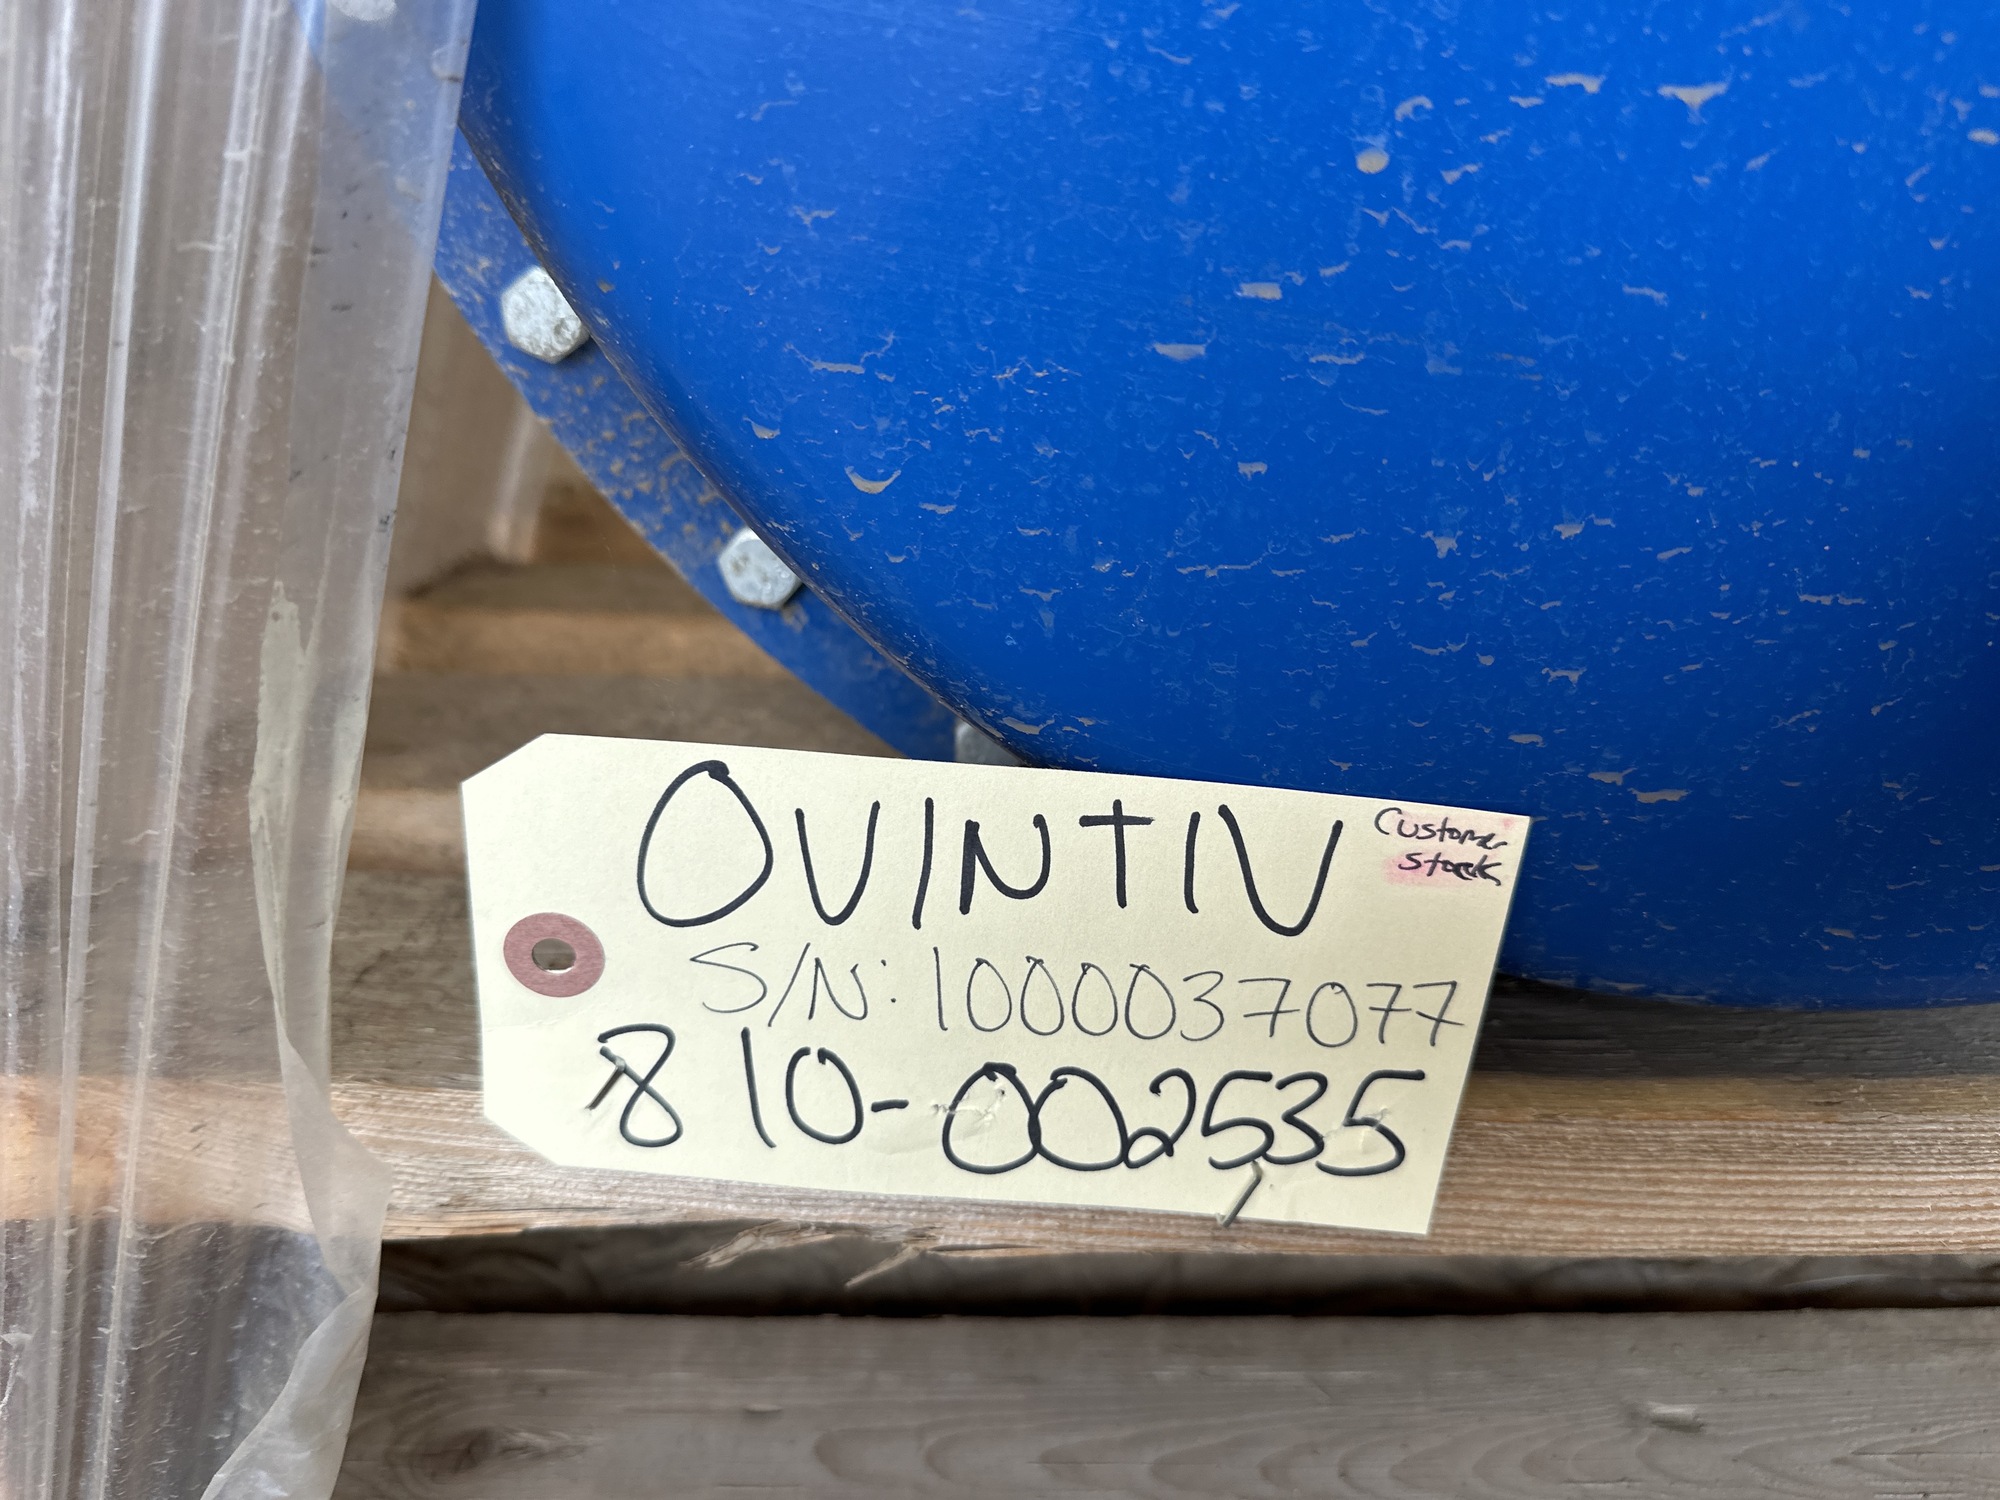 OVINTIV
Customer
stock
S/N: 1000037077
810-002535